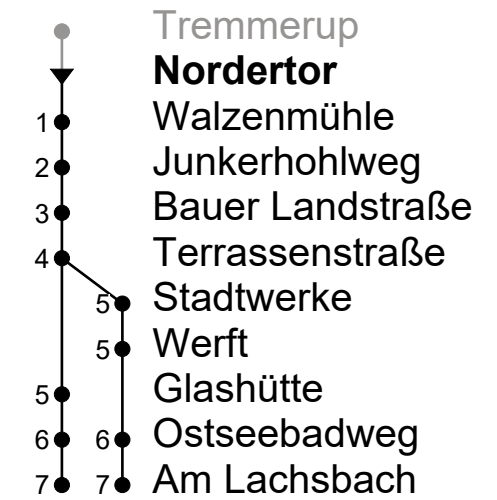 Tremmerup
Nordertor
1 Walzenmühle
2 Junkerhohlweg
3 Bauer Landstraße
4 Terrassenstraße
5 Stadtwerke
5 Werft
5 Glashütte
6 6 Ostseebadweg
7 7 Am Lachsbach